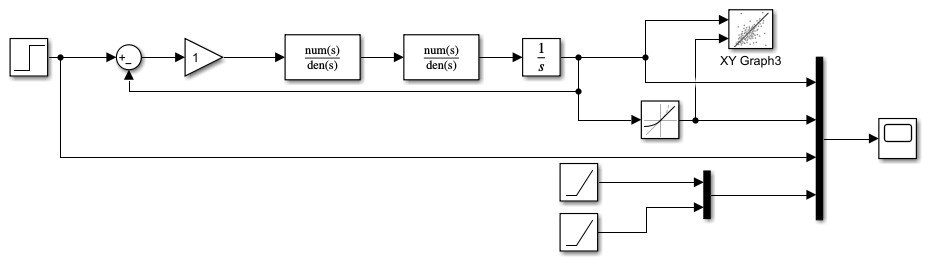 +
−
1
num(s)
den(s)
num(s)
den(s)
1
s
XY Graph3